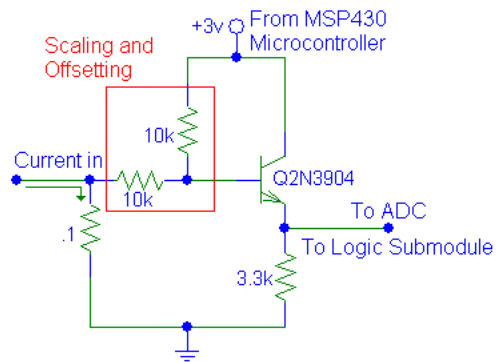 From MSP430
+3v
Microcontroller
Scaling and
Offsetting
10k
Current in
10k
Q2N3904
To ADC
.1
To Logic Submodule
3.3k